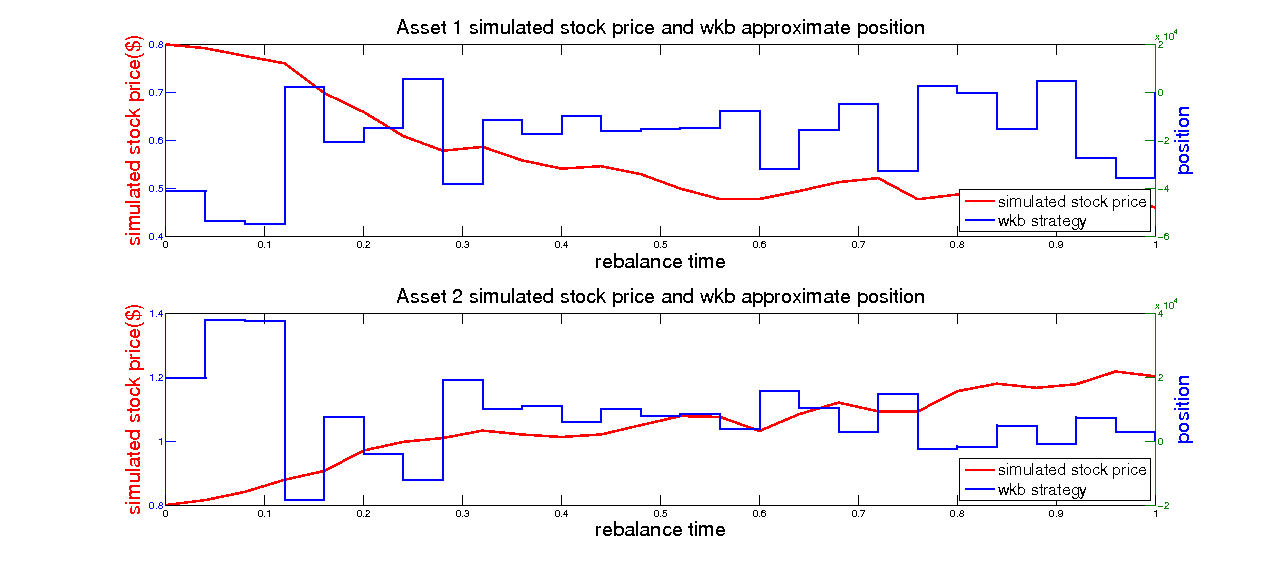 Asset 1 simulated stock price and wkb approximate position
x 10^4
simulated stock price($)
0.8
0.7
0.6
0.5
0.4
2
0
-2
-4
-6
position
simulated stock price
wkb strategy
0 0.1 0.2 0.3 0.4 0.5 0.6 0.7 0.8 0.9 1
rebalance time
Asset 2 simulated stock price and wkb approximate position
x 10^4
simulated stock price($)
1.4
1.2
1
0.8
4
2
0
-2
position
simulated stock price
wkb strategy
0 0.1 0.2 0.3 0.4 0.5 0.6 0.7 0.8 0.9 1
rebalance time